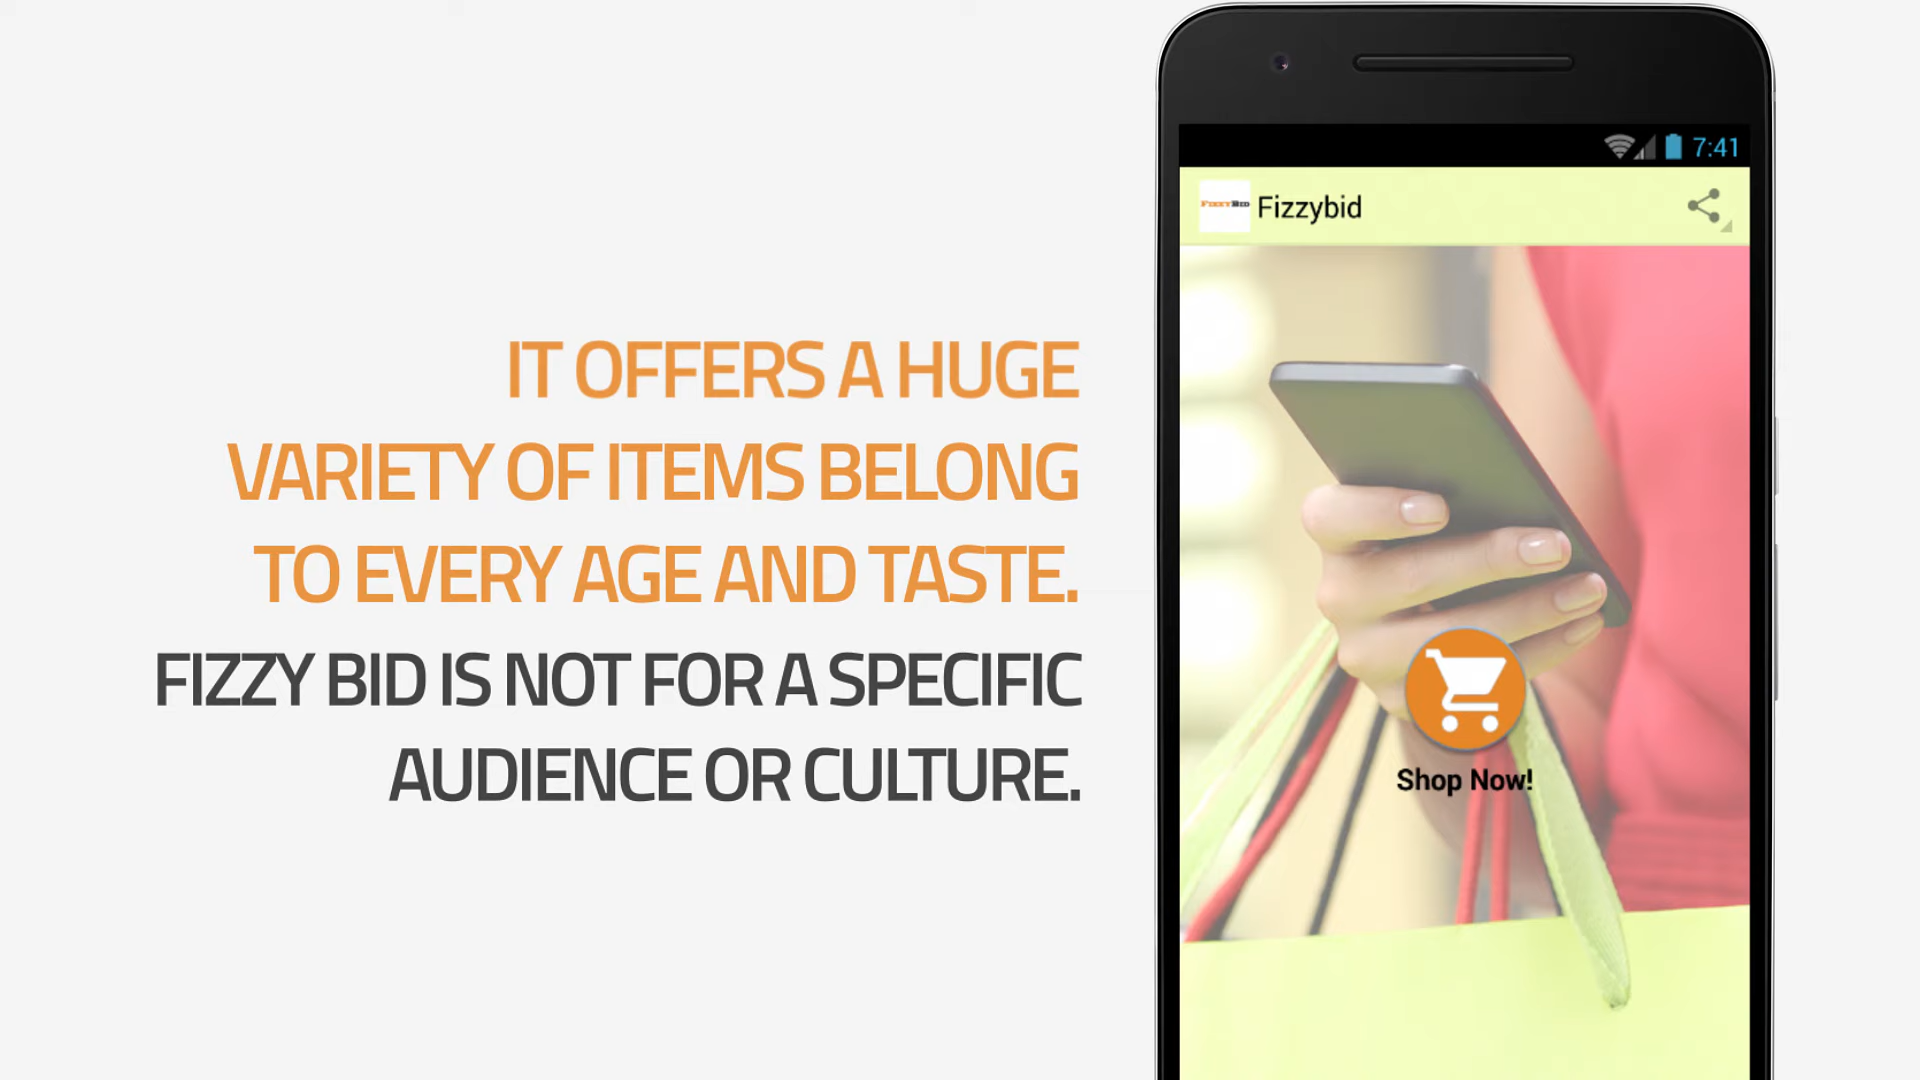 IT OFFERS A HUGE
VARIETY OF ITEMS BELONG
TO EVERY AGE AND TASTE.
FIZZY BID IS NOT FOR A SPECIFIC
AUDIENCE OR CULTURE.
7:41
FIZZYBID Fizzybid
Shop Now!